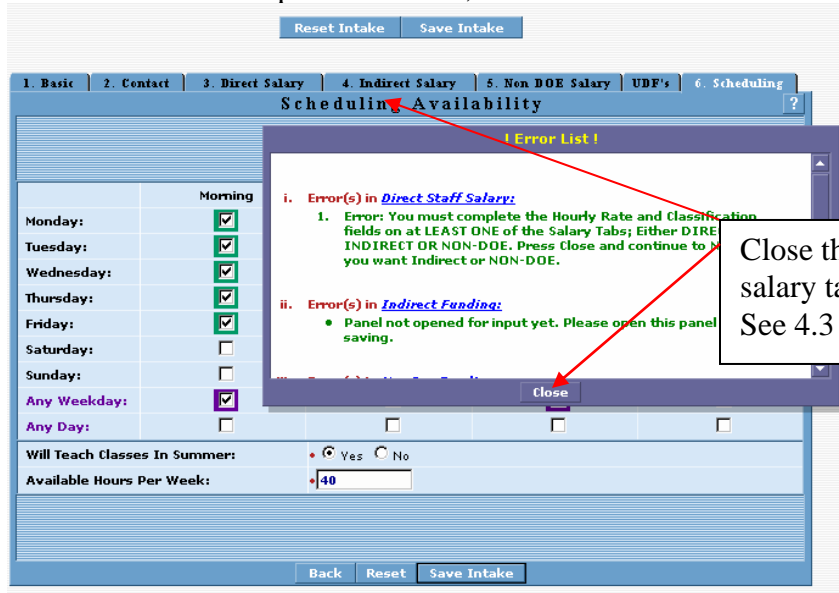 Reset Intake Save Intake
1. Basic 2. Contact 3. Direct Salary 4. Indirect Salary 5. Non DOE Salary UDF's 6. Scheduling
Scheduling Availability ?
! Error List !
Morning
i. Error(s) in Direct Staff Salary:
1. Error: You must complete the Hourly Rate and Classification
fields on at LEAST ONE of the Salary Tabs; Either
INDIRECT OR NON-DOE. Press Close and continue to
you want Indirect or NON-DOE.
ii. Error(s) in Indirect Funding:
• Panel not opened for input yet. Please open this panel
saving.
Close
Monday:
Tuesday:
Wednesday:
Thursday:
Friday:
Saturday:
Sunday:
Any Weekday:
Any Day:
Will Teach Classes In Summer: Yes No
Available Hours Per Week: 40
Back Reset Save Intake
Close
salary
See 4.3